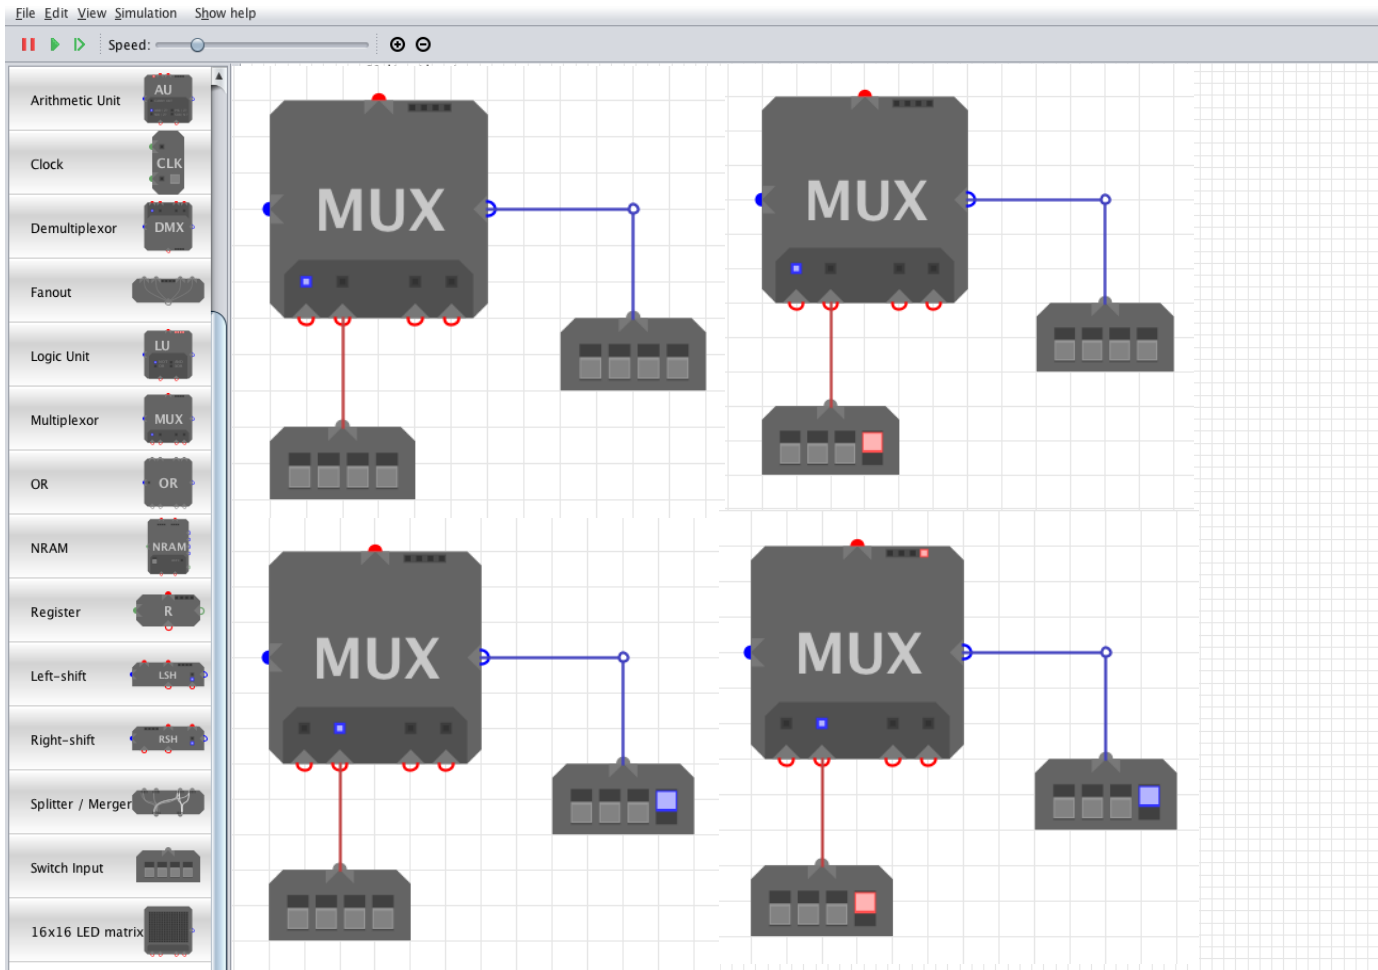 File Edit View Simulation Show help
Speed:
Arithmetic Unit AU
Clock CLK
Demultiplexor DMX
Fanout
Logic Unit LU
Multiplexor MUX
OR OR
NRAM NRAM
Register R
Left-shift LSH
Right-shift RSH
Splitter / Merger
Switch Input
16x16 LED matrix
MUX
MUX
MUX
MUX